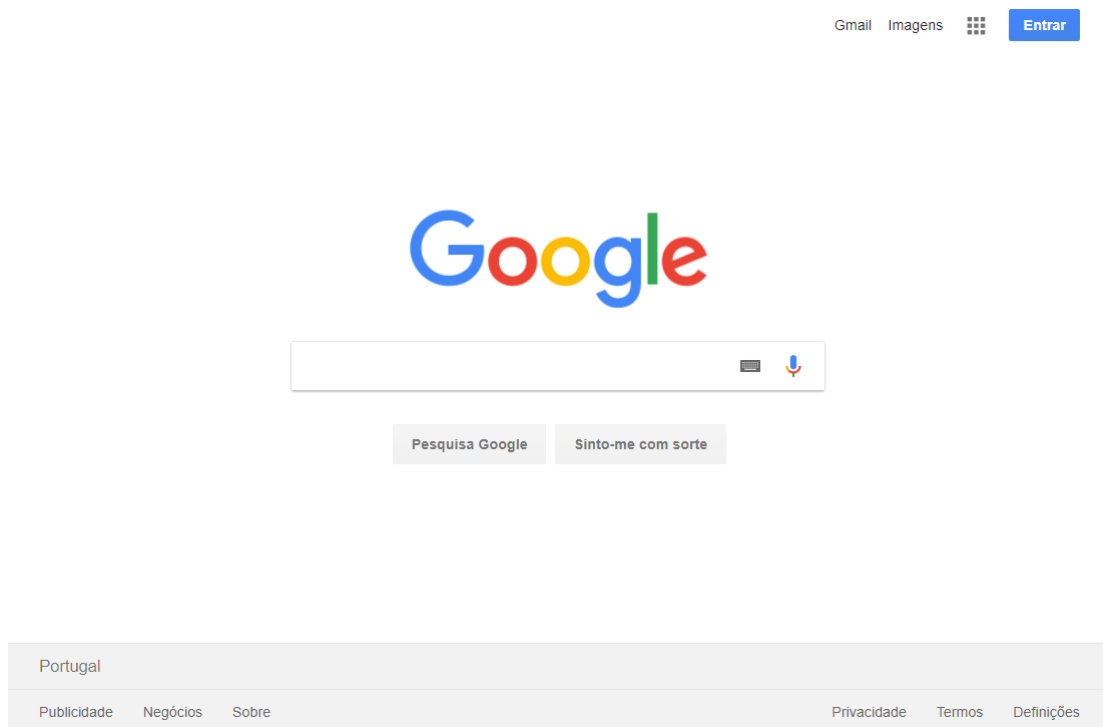 Gmail Imagens Entrar
Google
Pesquisa Google Sinto-me com sorte
Portugal
Publicidade Negócios Sobre Privacidade Termos Definições